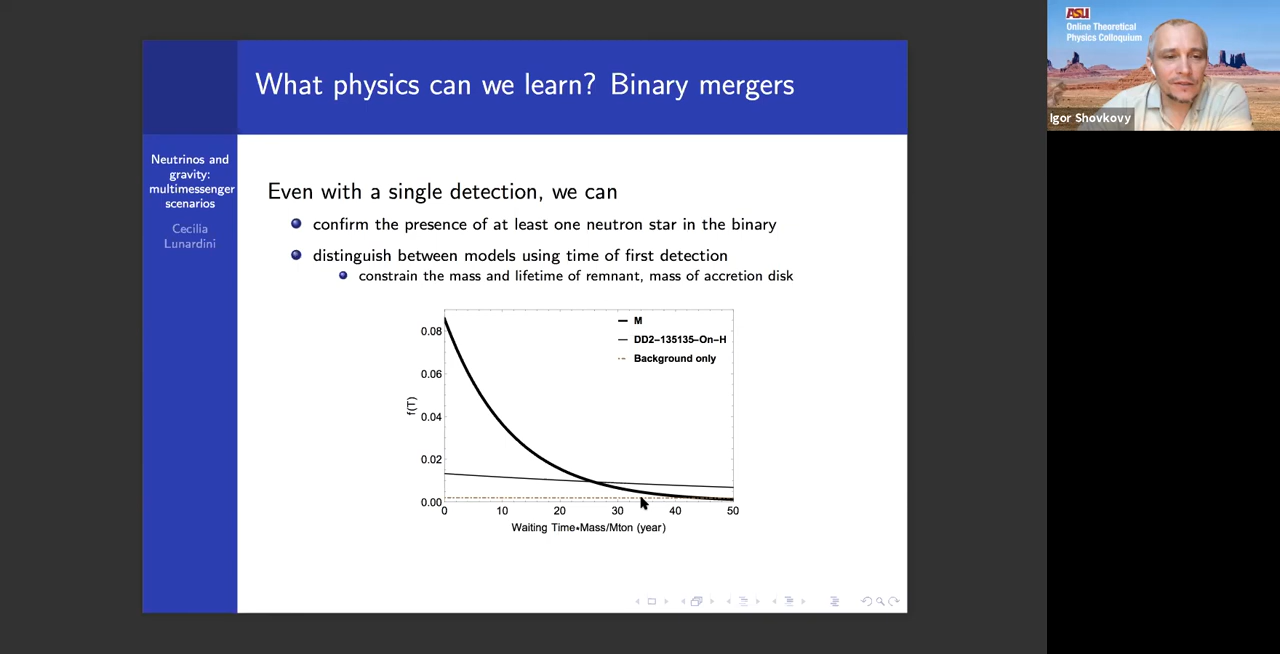 What physics can we learn? Binary mergers
Neutrinos and
gravity:
multimessenger
scenarios
Cecilia
Lunardini
Even with a single detection, we can
confirm the presence of at least one neutron star in the binary
distinguish between models using time of first detection
constrain the mass and lifetime of remnant, mass of accretion disk
M
DD2-135135-On-H
Background only
f(T)
0.08
0.06
0.04
0.02
0.00
0 10 20 30 40 50
Waiting Time*Mass/Mton (year)
ASU
Online Theoretical
Physics Colloquium
Igor Shovkovy